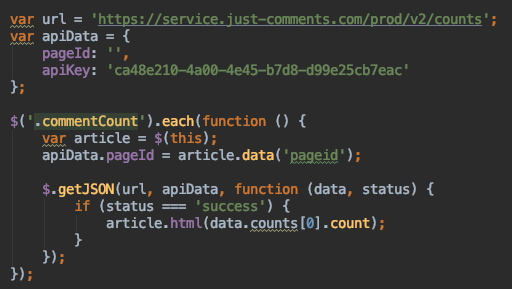 var url = 'https://service.just-comments.com/prod/v2/counts';
var apiData = {
    pageId: '',
    apiKey: 'ca48e210-4a00-4e45-b7d8-d99e25cb7eac'
};

$('.commentCount').each(function () {
    var article = $(this);
    apiData.pageId = article.data('pageid');

    $.getJSON(url, apiData, function (data, status) {
        if (status === 'success') {
            article.html(data.counts[0].count);
        }
    });
});